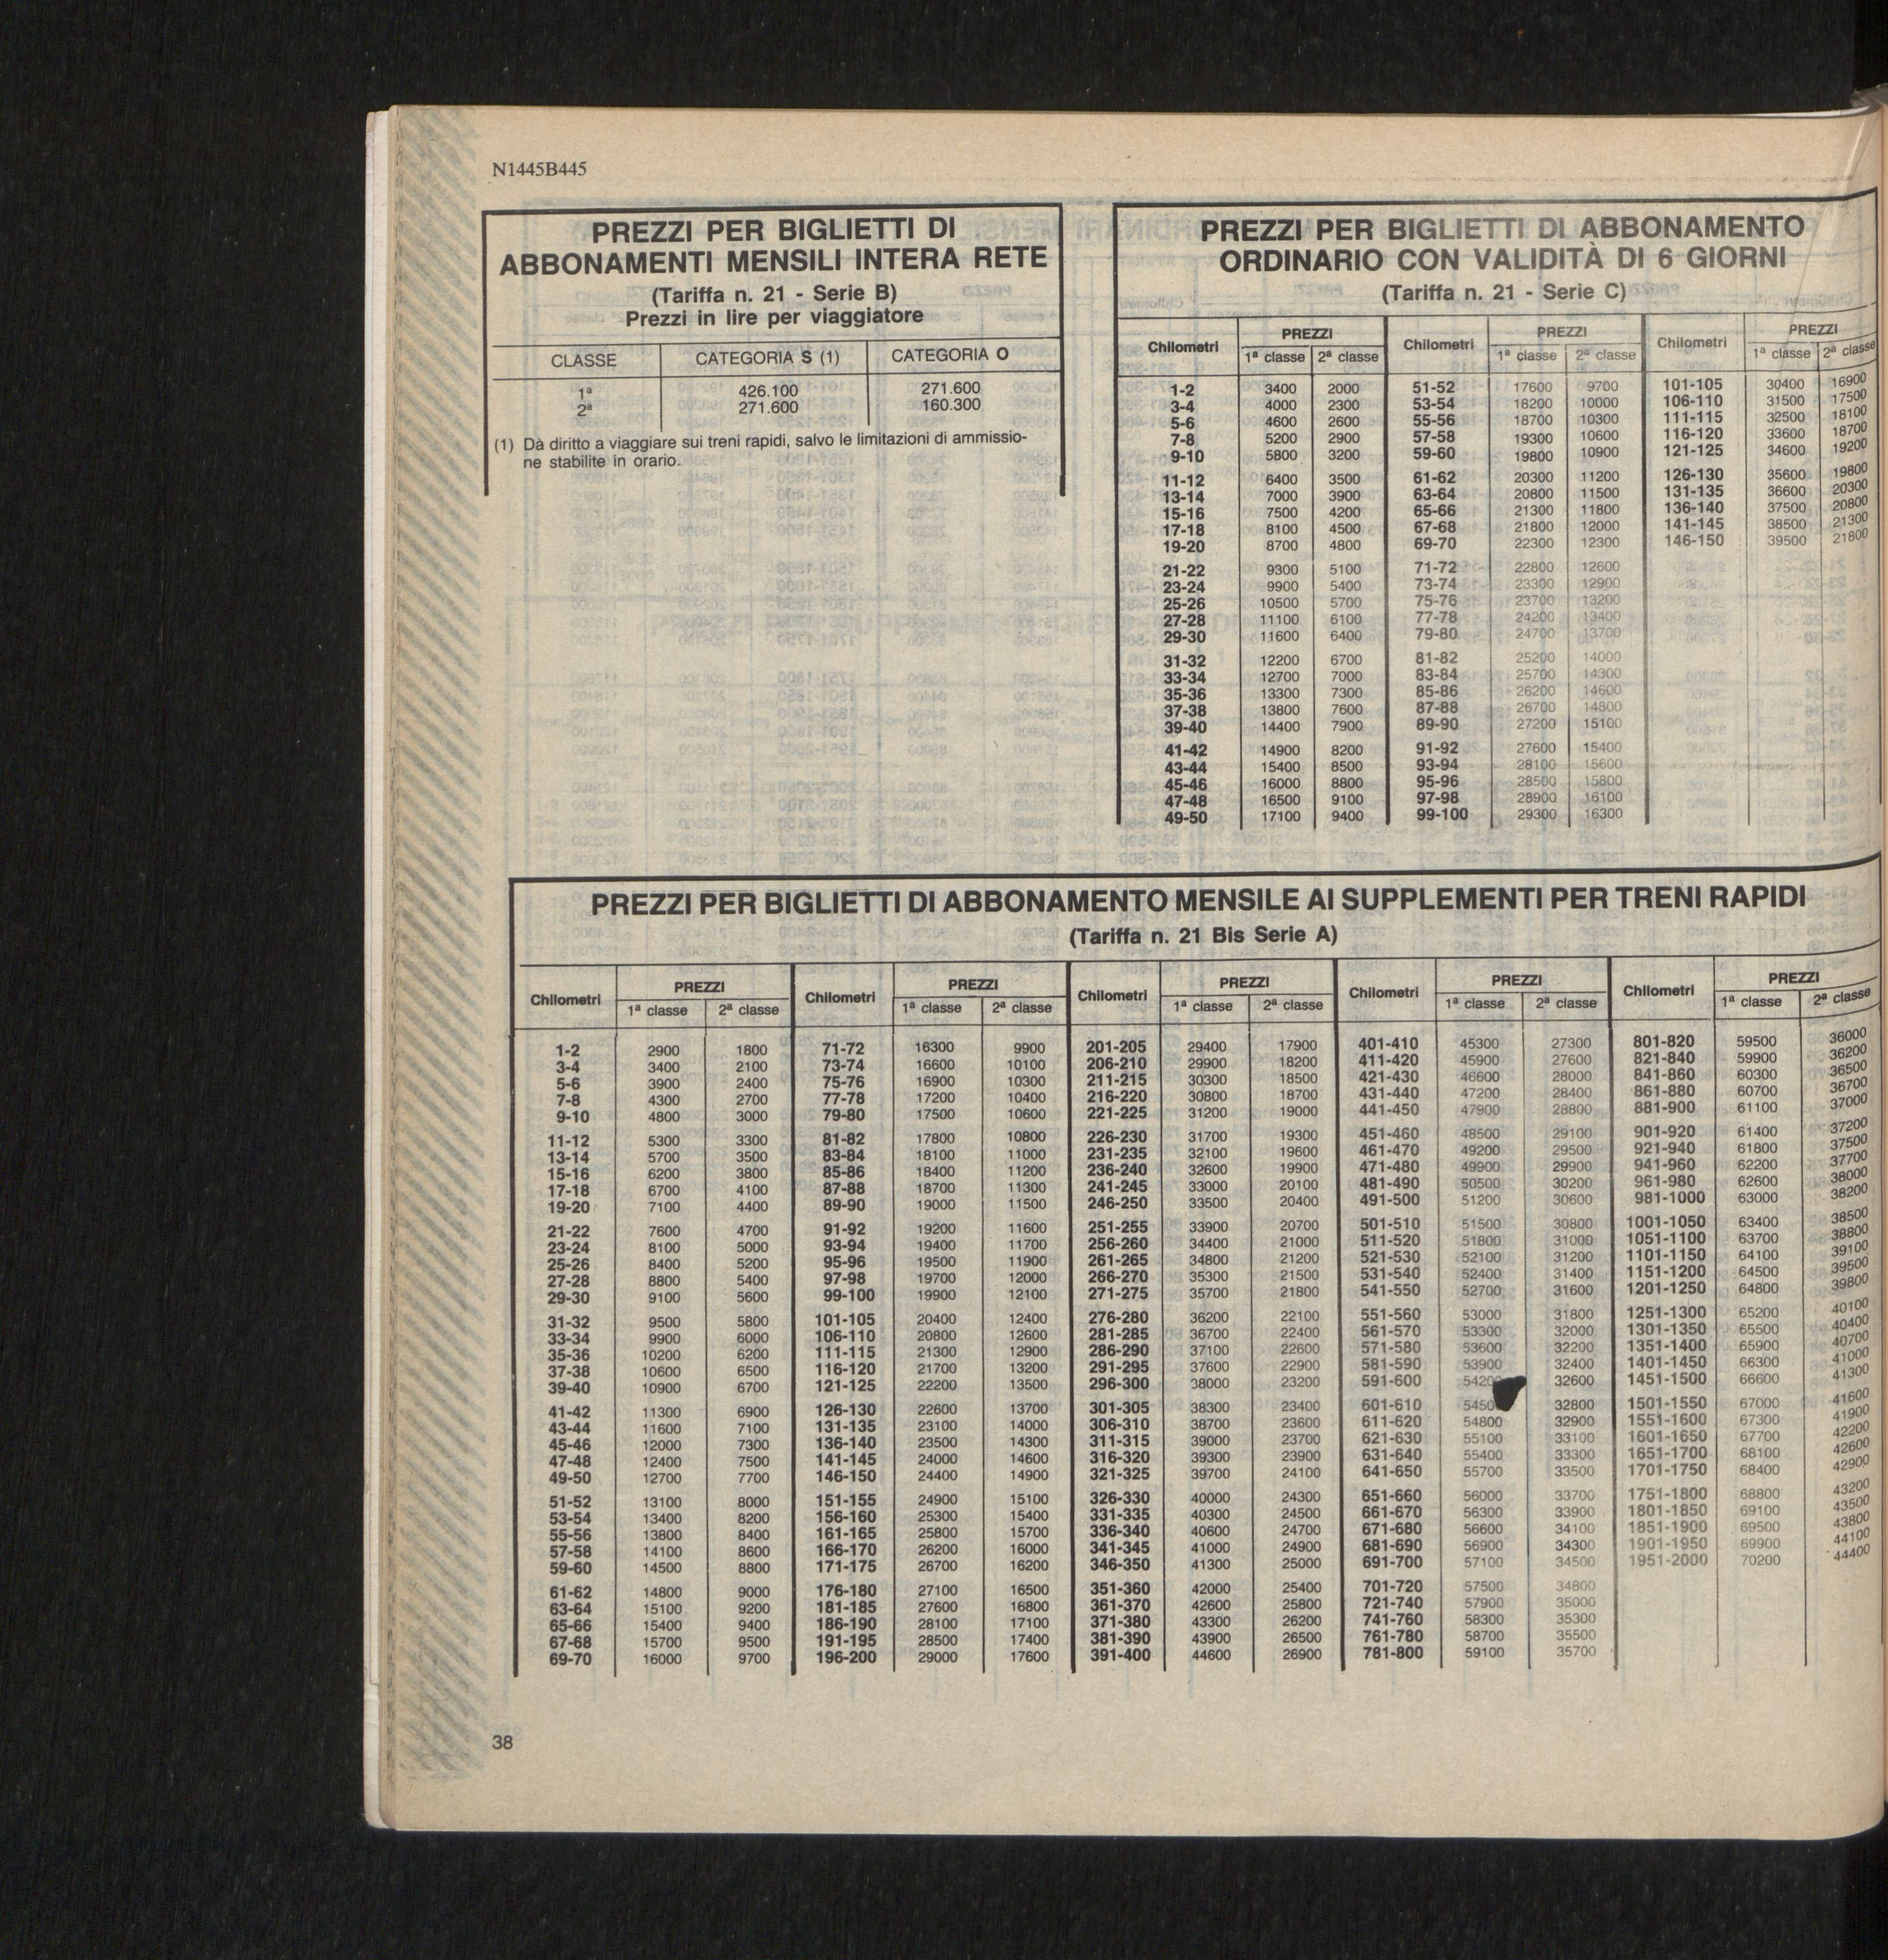 N1445B445
PREZZI PER BIGLIETTI DI
ABBONAMENTI MENSILI INTERA RETE
(Tariffa n. 21 - Serie B)
Prezzi in lire per viaggiatore
CLASSE CATEGORIA S (1) CATEGORIA O
1ª 426.100 271.600
2ª 271.600 160.300
(1) Dà diritto a viaggiare sui treni rapidi, salvo le limitazioni di ammissio-
ne stabilite in orario.
PREZZI PER BIGLIETTI DI ABBONAMENTO
ORDINARIO CON VALIDITÀ DI 6 GIORNI
(Tariffa n. 21 - Serie C)
Chilometri PREZZI Chilometri PREZZI Chilometri PREZZI
1ª classe 2ª classe 1ª classe 2ª classe 1ª classe 2ª classe
1-2 3400 2000 51-52 17600 9700 101-105 30400 16900
3-4 4000 2300 53-54 18200 10000 106-110 31500 17500
5-6 4600 2600 55-56 18700 10300 111-115 32500 18100
7-8 5200 2900 57-58 19300 10600 116-120 33600 18700
9-10 5800 3200 59-60 19800 10900 121-125 34600 19200
11-12 6400 3500 61-62 20300 11200 126-130 35600 19800
13-14 7000 3900 63-64 20800 11500 131-135 36600 20300
15-16 7500 4200 65-66 21300 11800 136-140 37500 20800
17-18 8100 4500 67-68 21800 12000 141-145 38500 21300
19-20 8700 4800 69-70 22300 12300 146-150 39500 21800
21-22 9300 5100 71-72 22800 12600
23-24 9900 5400 73-74 23300 12900
25-26 10500 5700 75-76 23700 13200
27-28 11100 6100 77-78 24200 13400
29-30 11600 6400 79-80 24700 13700
31-32 12200 6700 81-82 25200 14000
33-34 12700 7000 83-84 25700 14300
35-36 13300 7300 85-86 26200 14600
37-38 13800 7600 87-88 26700 14800
39-40 14400 7900 89-90 27200 15100
41-42 14900 8200 91-92 27600 15400
43-44 15400 8500 93-94 28100 15600
45-46 16000 8800 95-96 28500 15800
47-48 16500 9100 97-98 28900 16100
49-50 17100 9400 99-100 29300 16300
PREZZI PER BIGLIETTI DI ABBONAMENTO MENSILE AI SUPPLEMENTI PER TRENI RAPIDI
(Tariffa n. 21 Bis Serie A)
Chilometri PREZZI Chilometri PREZZI Chilometri PREZZI Chilometri PREZZI Chilometri PREZZI
1ª classe 2ª classe 1ª classe 2ª classe 1ª classe 2ª classe 1ª classe 2ª classe 1ª classe 2ª classe
1-2 2900 1800 71-72 16300 9900 201-205 29400 17900 401-410 45300 27300 801-820 59500 36000
3-4 3400 2100 73-74 16600 10100 206-210 29900 18200 411-420 45900 27600 821-840 59900 36200
5-6 3900 2400 75-76 16900 10300 211-215 30300 18500 421-430 46600 28000 841-860 60300 36500
7-8 4300 2700 77-78 17200 10400 216-220 30800 18700 431-440 47200 28400 861-880 60700 36700
9-10 4800 3000 79-80 17500 10600 221-225 31200 19000 441-450 47900 28800 881-900 61100 37000
11-12 5300 3300 81-82 17800 10800 226-230 31700 19300 451-460 48500 29100 901-920 61400 37200
13-14 5700 3500 83-84 18100 11000 231-235 32100 19600 461-470 49200 29500 921-940 61800 37500
15-16 6200 3800 85-86 18400 11200 236-240 32600 19900 471-480 49900 29900 941-960 62200 37700
17-18 6700 4100 87-88 18700 11300 241-245 33000 20100 481-490 50500 30200 961-980 62600 38000
19-20 7100 4400 89-90 19000 11500 246-250 33500 20400 491-500 51200 30600 981-1000 63000 38200
21-22 7600 4700 91-92 19200 11600 251-255 33900 20700 501-510 51500 30800 1001-1050 63400 38500
23-24 8100 5000 93-94 19400 11700 256-260 34400 21000 511-520 51800 31000 1051-1100 63700 38800
25-26 8400 5200 95-96 19500 11900 261-265 34800 21200 521-530 52100 31200 1101-1150 64100 39100
27-28 8800 5400 97-98 19700 12000 266-270 35300 21500 531-540 52400 31400 1151-1200 64500 39500
29-30 9100 5600 99-100 19900 12100 271-275 35700 21800 541-550 52700 31600 1201-1250 64800 39800
31-32 9500 5800 101-105 20400 12400 276-280 36200 22100 551-560 53000 31800 1251-1300 65200 40100
33-34 9900 6000 106-110 20800 12600 281-285 36700 22400 561-570 53300 32000 1301-1350 65500 40400
35-36 10200 6200 111-115 21300 12900 286-290 37100 22600 571-580 53600 32200 1351-1400 65900 40700
37-38 10600 6500 116-120 21700 13200 291-295 37600 22900 581-590 53900 32400 1401-1450 66300 41000
39-40 10900 6700 121-125 22200 13500 296-300 38000 23200 591-600 54200 32600 1451-1500 66600 41300
41-42 11300 6900 126-130 22600 13700 301-305 38300 23400 601-610 5450 32800 1501-1550 67000 41600
43-44 11600 7100 131-135 23100 14000 306-310 38700 23600 611-620 54800 32900 1551-1600 67300 41900
45-46 12000 7300 136-140 23500 14300 311-315 39000 23700 621-630 55100 33100 1601-1650 67700 42200
47-48 12400 7500 141-145 24000 14600 316-320 39300 23900 631-640 55400 33300 1651-1700 68100 42600
49-50 12700 7700 146-150 24400 14900 321-325 39700 24100 641-650 55700 33500 1701-1750 68400 42900
51-52 13100 8000 151-155 24900 15100 326-330 40000 24300 651-660 56000 33700 1751-1800 68800 43200
53-54 13400 8200 156-160 25300 15400 331-335 40300 24500 661-670 56300 33900 1801-1850 69100 43500
55-56 13800 8400 161-165 25800 15700 336-340 40600 24700 671-680 56600 34100 1851-1900 69500 43800
57-58 14100 8600 166-170 26200 16000 341-345 41000 24900 681-690 56900 34300 1901-1950 69900 44100
59-60 14500 8800 171-175 26700 16200 346-350 41300 25000 691-700 57100 34500 1951-2000 70200 44400
61-62 14800 9000 176-180 27100 16500 351-360 42000 25400 701-720 57500 34800
63-64 15100 9200 181-185 27600 16800 361-370 42600 25800 721-740 57900 35000
65-66 15400 9400 186-190 28100 17100 371-380 43300 26200 741-760 58300 35300
67-68 15700 9500 191-195 28500 17400 381-390 43900 26500 761-780 58700 35500
69-70 16000 9700 196-200 29000 17600 391-400 44600 26900 781-800 59100 35700
38